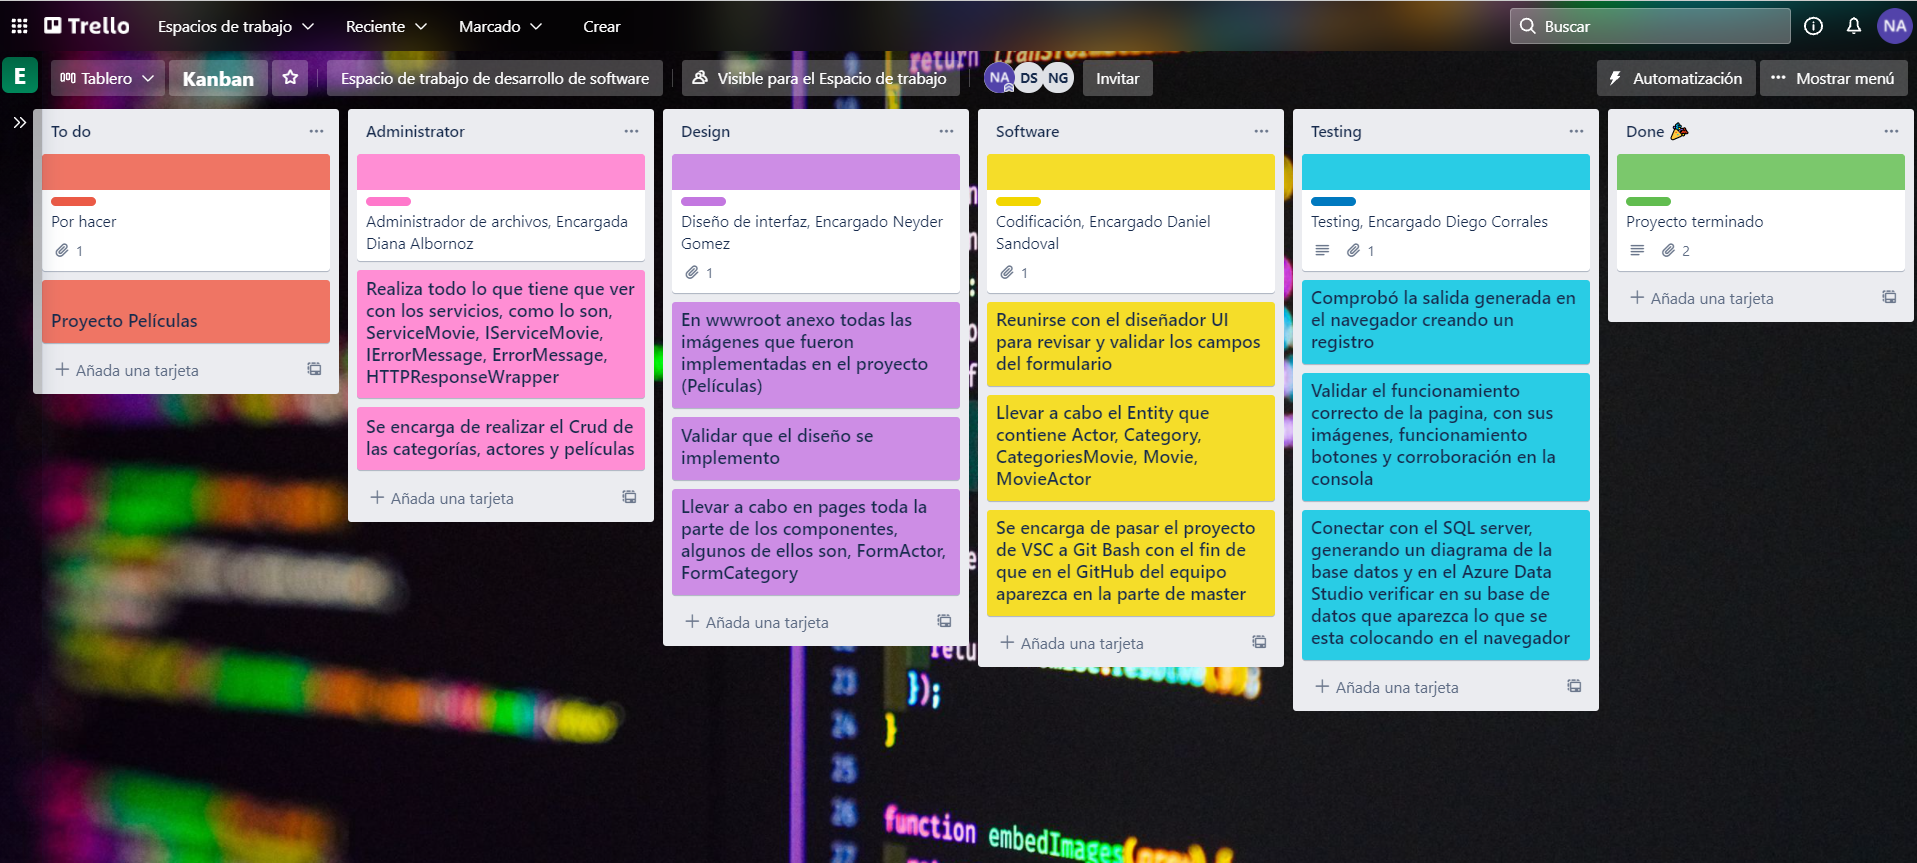 Trello
Espacios de trabajo
Reciente
Marcado
Crear
Buscar
NA
E
Tablero
Kanban
Espacio de trabajo de desarrollo de software
Visible para el Espacio de trabajo
NA
DS
NG
Invitar
Automatización
Mostrar menú
To do
Por hacer
1
Proyecto Películas
Añada una tarjeta
Administrator
Administrador de archivos, Encargada
Diana Albornoz
Realiza todo lo que tiene que ver
con los servicios, como lo son,
ServiceMovie, IServiceMovie,
IErrorMessage, ErrorMessage,
HTTPResponseWrapper
Se encarga de realizar el Crud de
las categorías, actores y películas
Añada una tarjeta
Design
Diseño de interfaz, Encargado Neyder
Gomez
1
En wwwroot anexo todas las
imágenes que fueron
implementadas en el proyecto
(Películas)
Validar que el diseño se
implemento
Llevar a cabo en pages toda la
parte de los componentes,
algunos de ellos son, FormActor,
FormCategory
Añada una tarjeta
Software
Codificación, Encargado Daniel
Sandoval
1
Reunirse con el diseñador UI
para revisar y validar los campos
del formulario
Llevar a cabo el Entity que
contiene Actor, Category,
CategoriesMovie, Movie,
MovieActor
Se encarga de pasar el proyecto
de VSC a Git Bash con el fin de
que en el GitHub del equipo
aparezca en la parte de master
Añada una tarjeta
Testing
Testing, Encargado Diego Corrales
1
Comprobó la salida generada en
el navegador creando un
registro
Validar el funcionamiento
correcto de la pagina, con sus
imágenes, funcionamiento
botones y corroboración en la
consola
Conectar con el SQL server,
generando un diagrama de la
base datos y en el Azure Data
Studio verificar en su base de
datos que aparezca lo que se
esta colocando en el navegador
Añada una tarjeta
Done 🎉
Proyecto terminado
2
Añada una tarjeta
return
23
});
24
}
25
26
function embedImages(